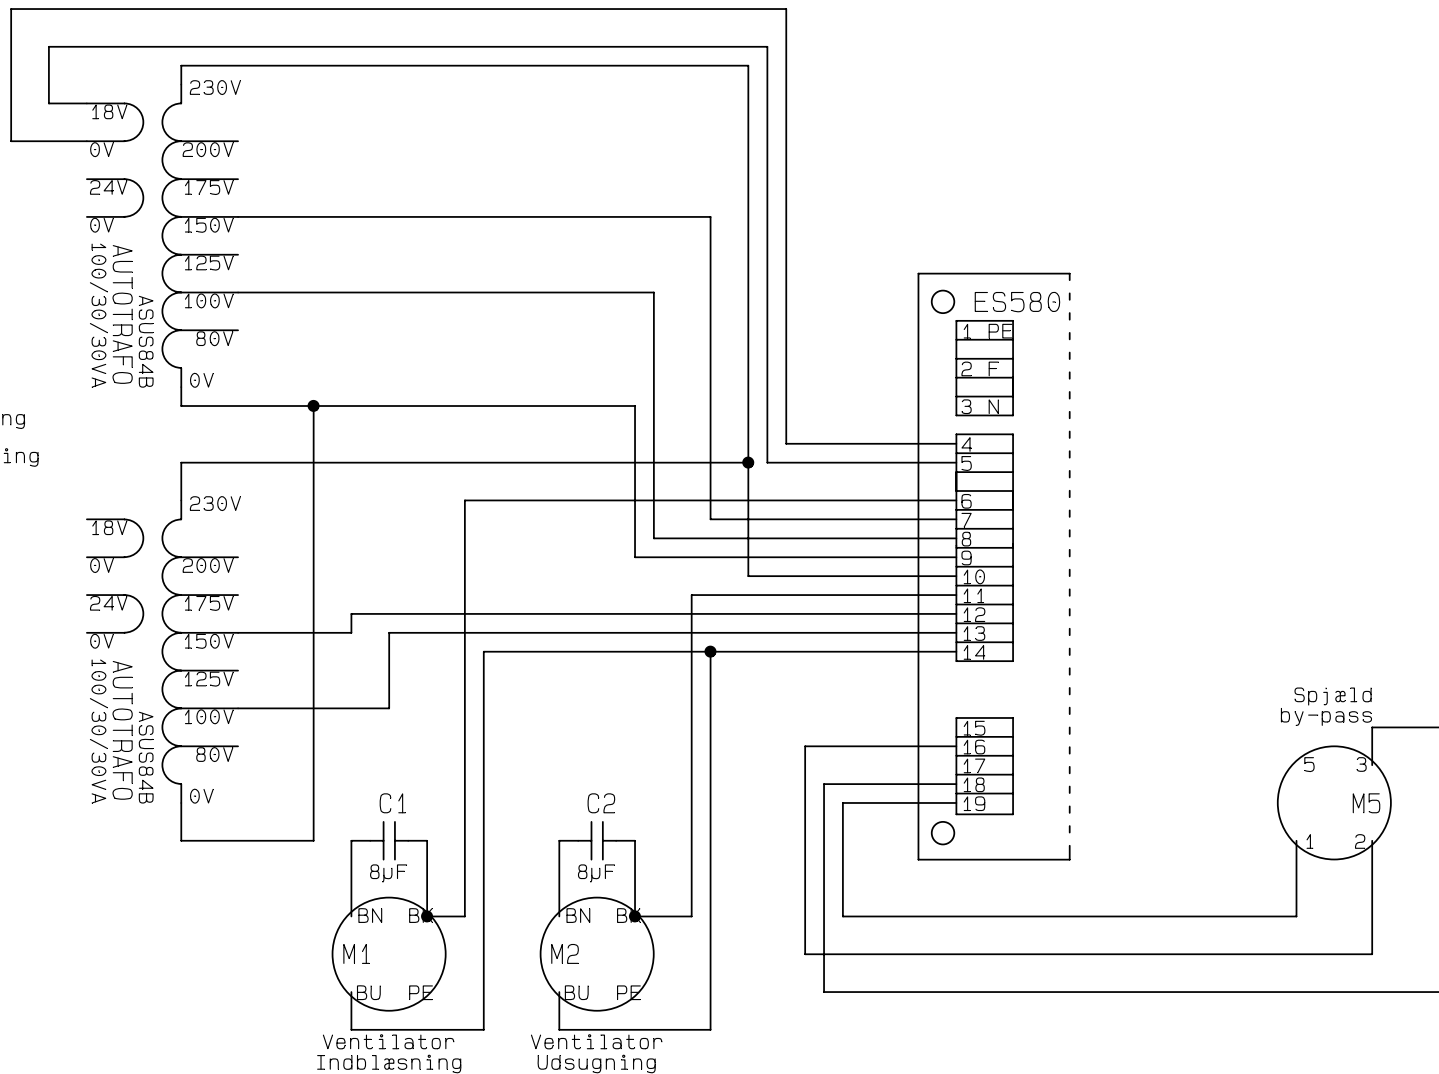 230V
18V
0V
200V
24V
175V
0V
150V
125V
100V
80V
0V
AUTOTRAFO
100/30/30VA
ASUS84B
ng
ing
230V
18V
0V
200V
24V
175V
0V
150V
125V
100V
80V
0V
AUTOTRAFO
100/30/30VA
ASUS84B
ES580
1 PE
2 F
3 N
4
5
6
7
8
9
10
11
12
13
14
15
16
17
18
19
Spjæld
by-pass
5 3
M5
1 2
C1
8µF
BN BK
M1
BU PE
Ventilator
Indblæsning
C2
8µF
BN BK
M2
BU PE
Ventilator
Udsugning